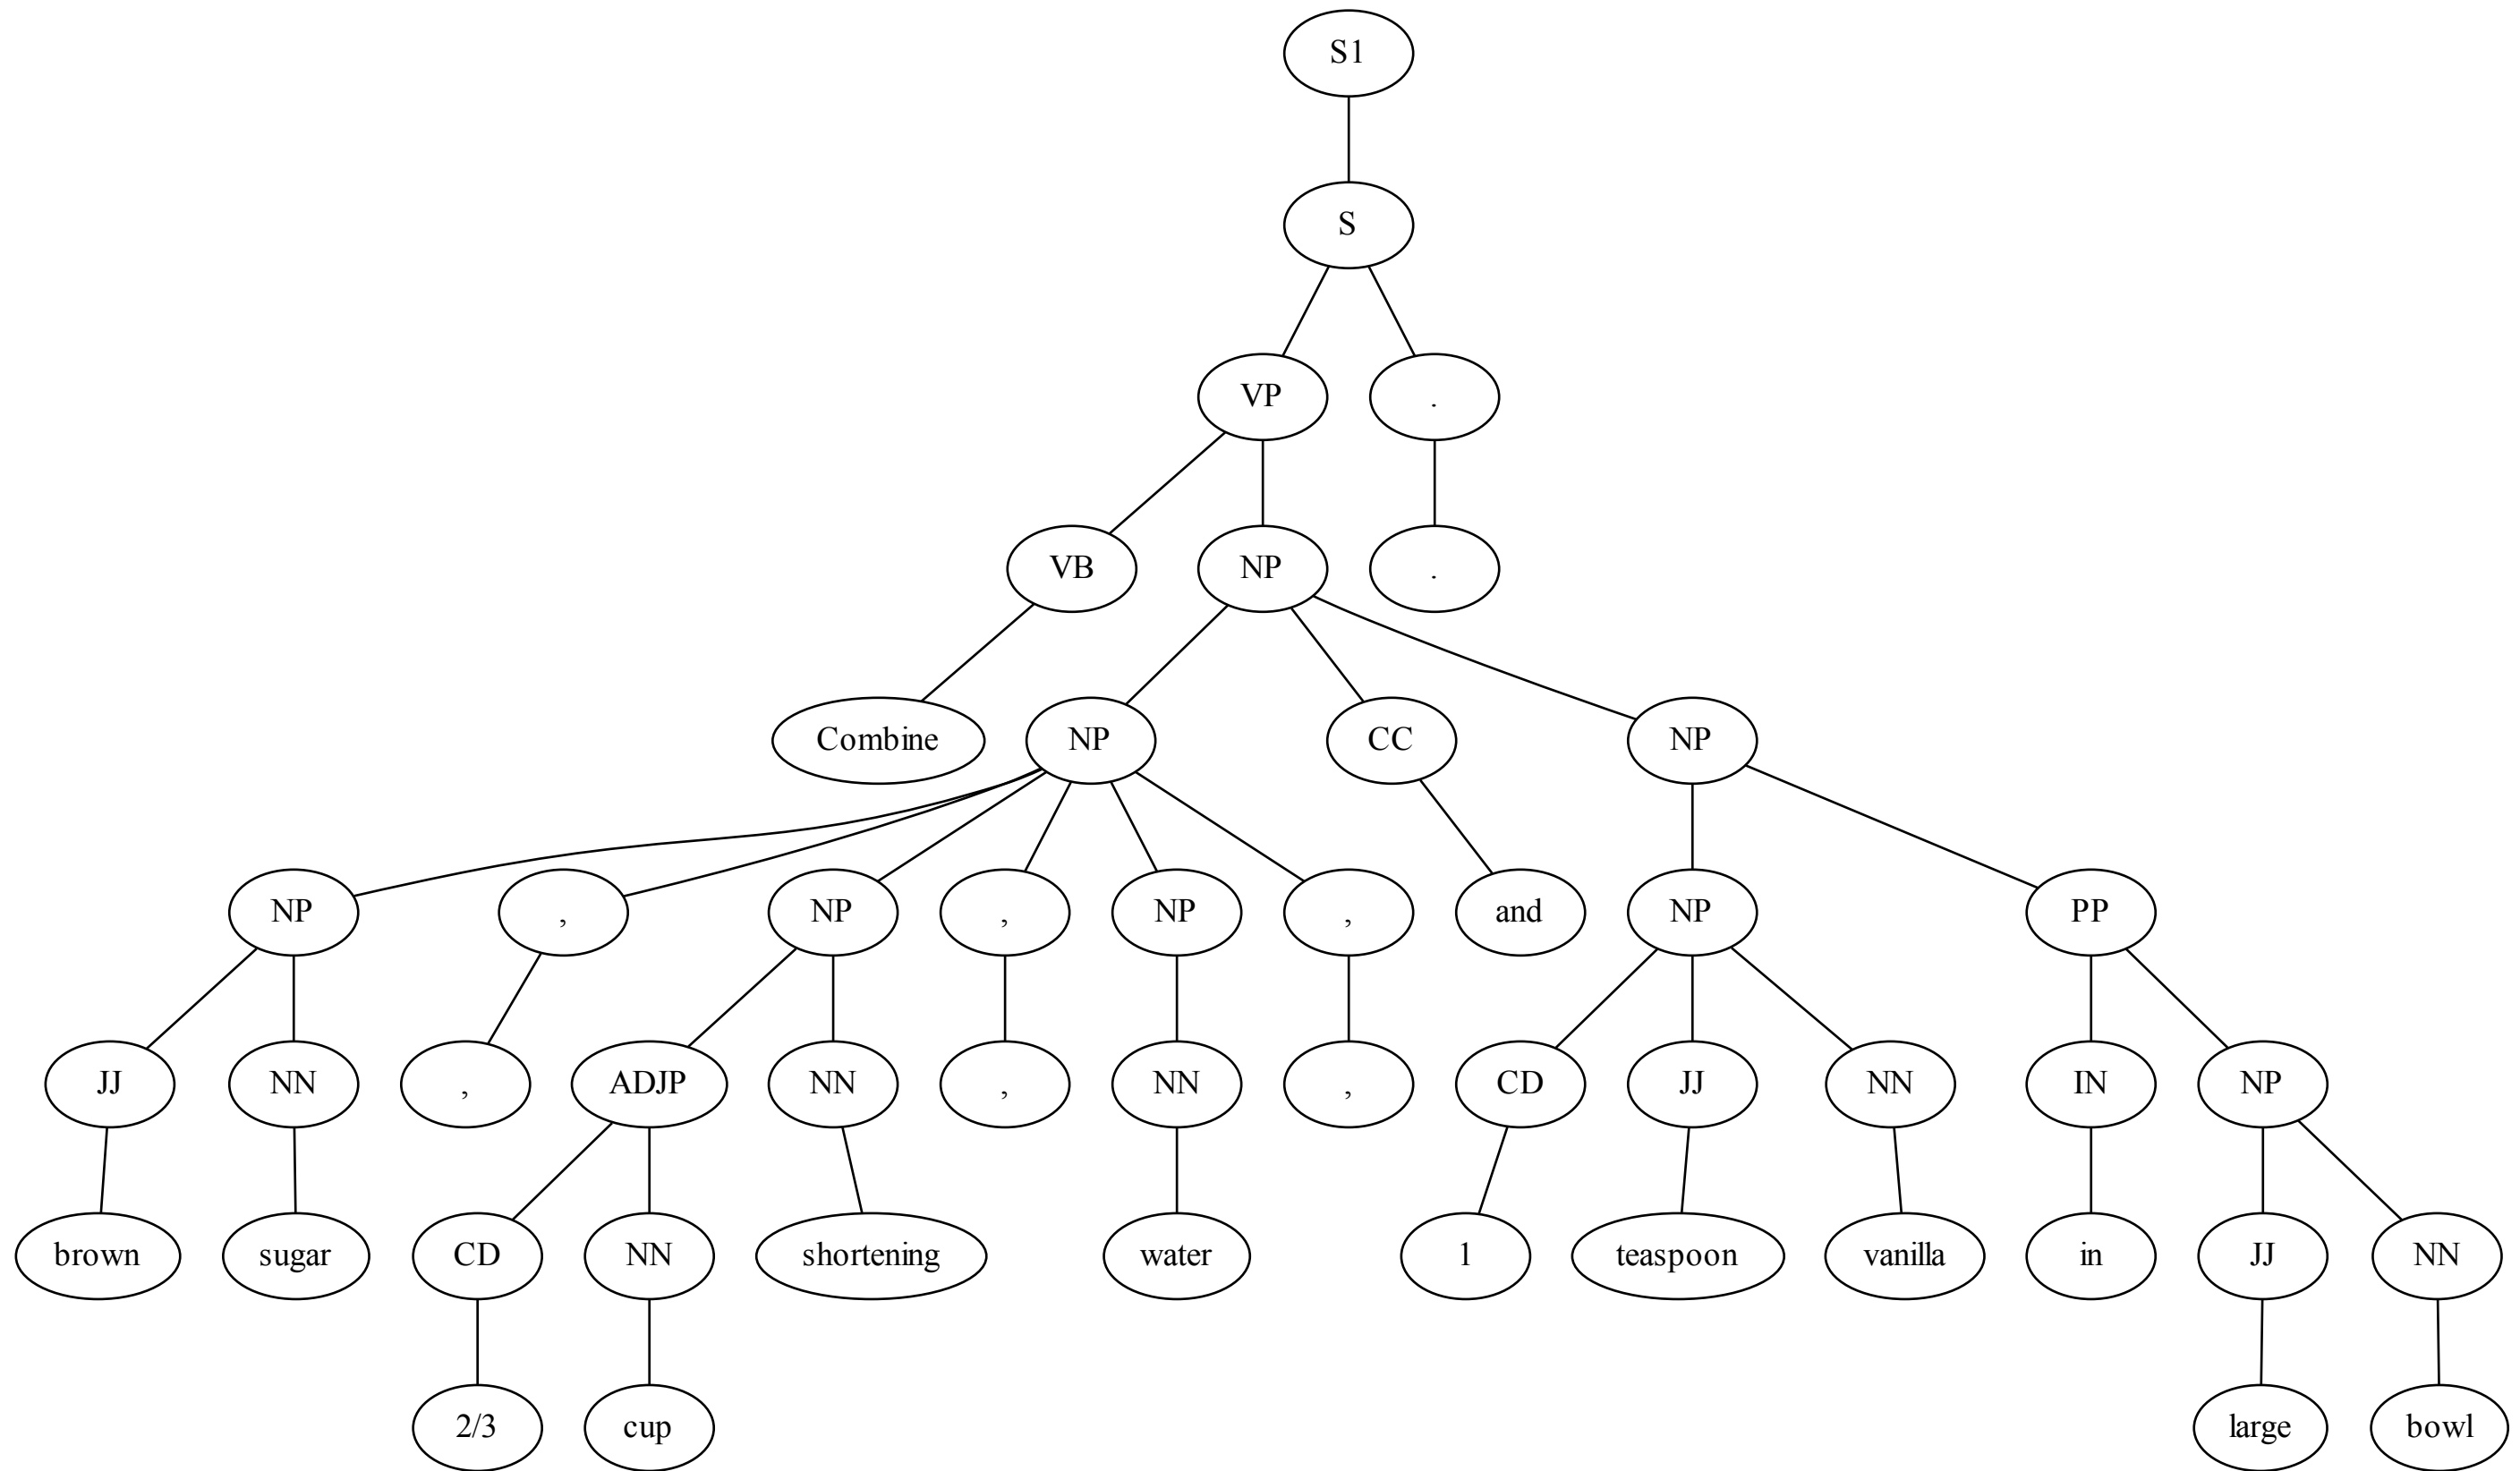 S1
S
VP .
VB NP .
Combine NP CC NP
NP , NP , NP , and NP PP
JJ NN , ADJP NN , NN , CD JJ NN IN NP
brown sugar CD NN shortening water 1 teaspoon vanilla in JJ NN
2/3 cup large bowl